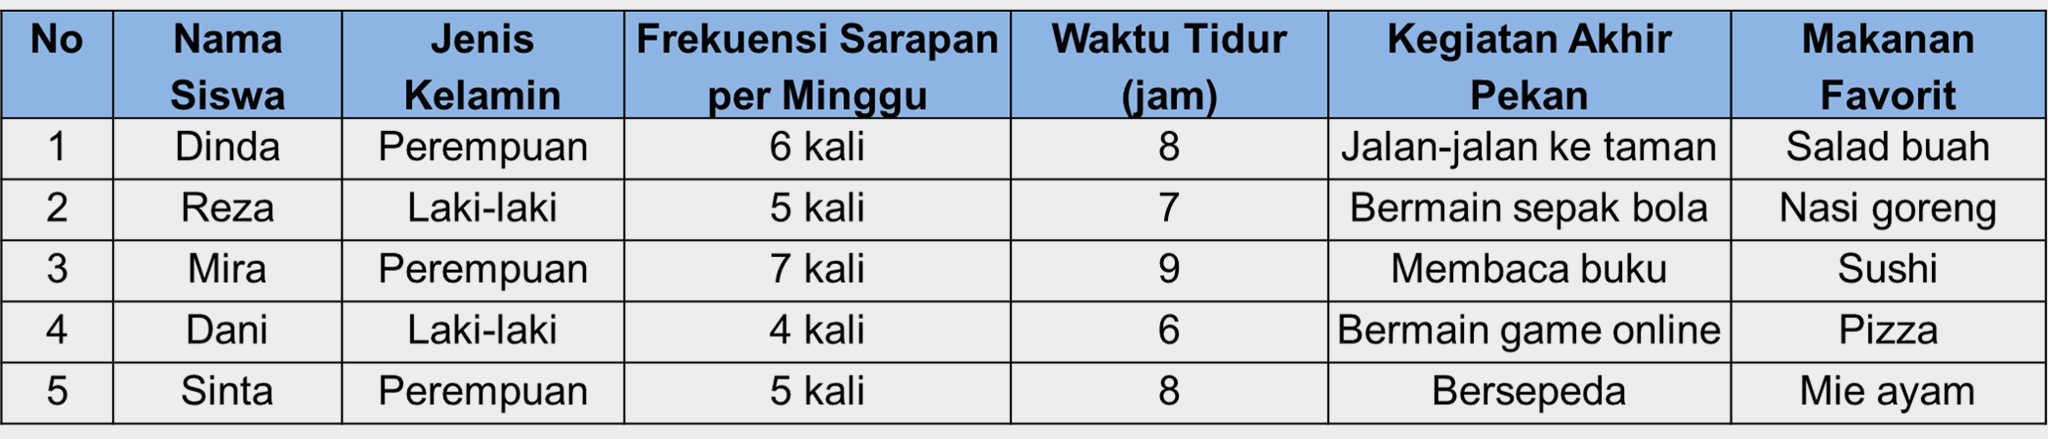 No Nama Siswa Jenis Kelamin Frekuensi Sarapan per Minggu Waktu Tidur (jam) Kegiatan Akhir Pekan Makanan Favorit
1 Dinda Perempuan 6 kali 8 Jalan-jalan ke taman Salad buah
2 Reza Laki-laki 5 kali 7 Bermain sepak bola Nasi goreng
3 Mira Perempuan 7 kali 9 Membaca buku Sushi
4 Dani Laki-laki 4 kali 6 Bermain game online Pizza
5 Sinta Perempuan 5 kali 8 Bersepeda Mie ayam